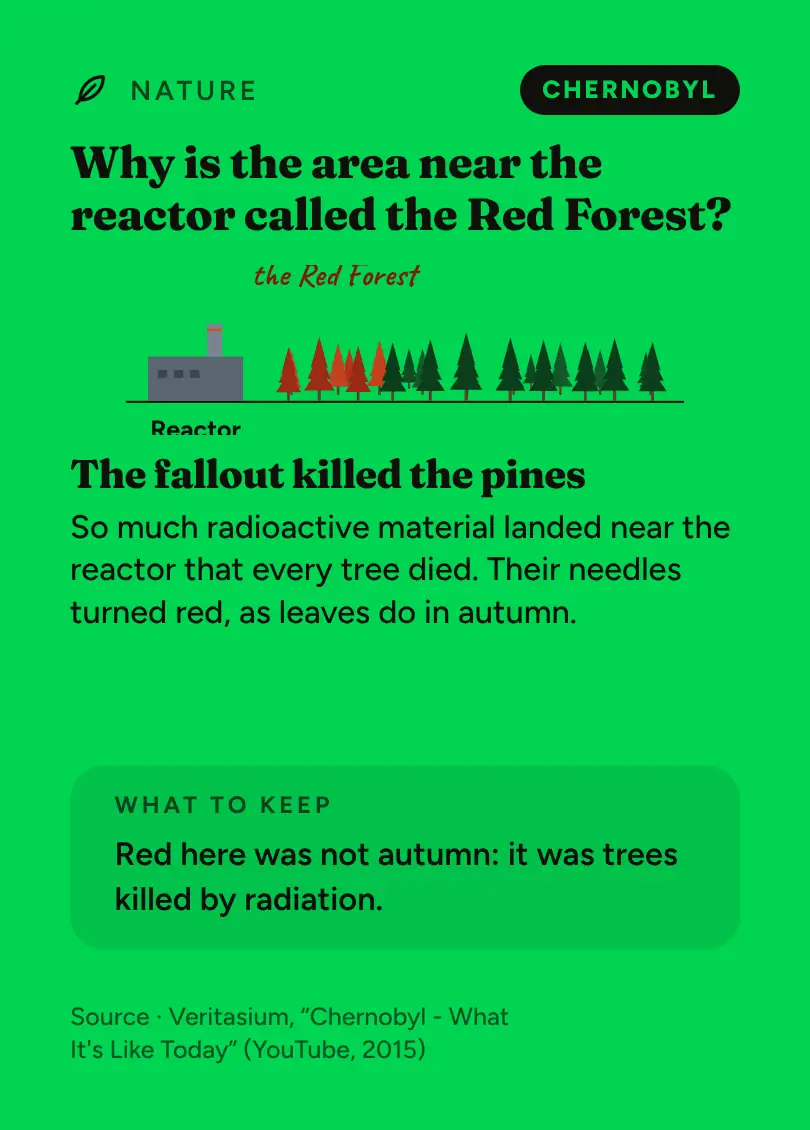 NATURE
CHERNOBYL
Why is the area near the
reactor called the Red Forest?
the Red Forest
Reactor
The fallout killed the pines
So much radioactive material landed near the
reactor that every tree died. Their needles
turned red, as leaves do in autumn.
WHAT TO KEEP
Red here was not autumn: it was trees
killed by radiation.
Source · Veritasium, “Chernobyl - What
It's Like Today” (YouTube, 2015)